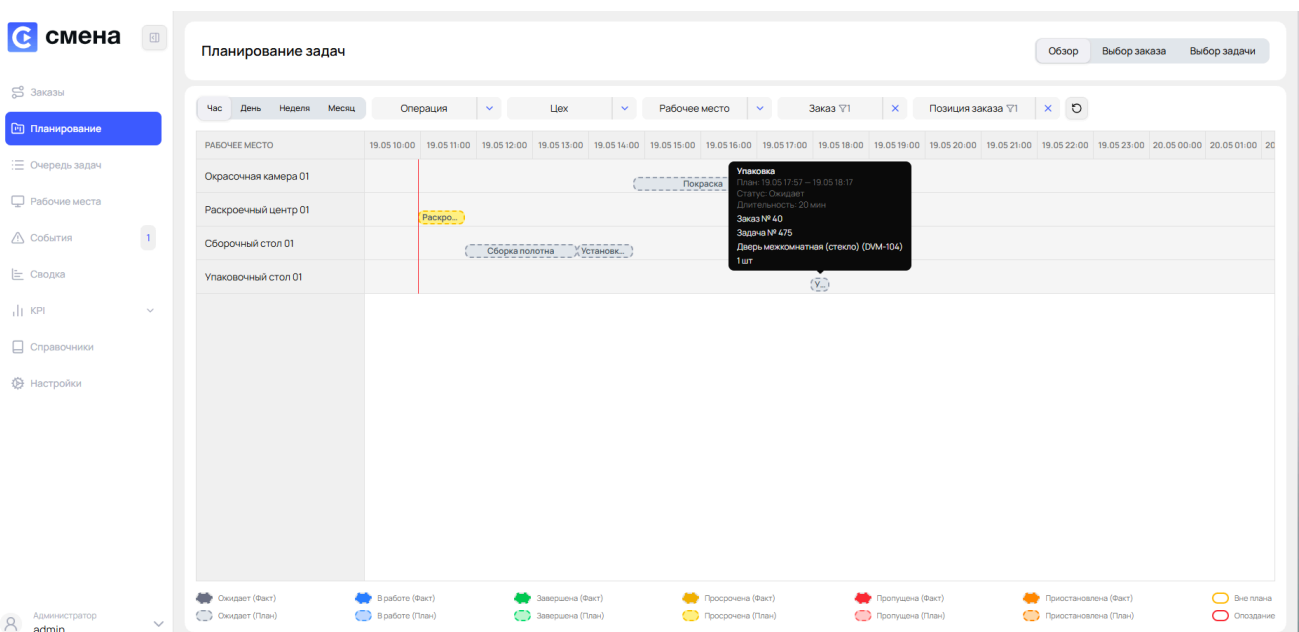 смена
Планирование задач
Обзор Выбор заказа Выбор задачи
Заказы
Планирование
Очередь задач
Рабочие места
События 1
Сводка
KPI
Справочники
Настройки
Администратор
admin
Час День Неделя Месяц Операция Цех Рабочее место Заказ 1 Позиция заказа 1
РАБОЧЕЕ МЕСТО 19.05 10:00 19.05 11:00 19.05 12:00 19.05 13:00 19.05 14:00 19.05 15:00 19.05 16:00 19.05 17:00 19.05 18:00 19.05 19:00 19.05 20:00 19.05 21:00 19.05 22:00 19.05 23:00 20.05 00:00 20.05 01:00 20
Окрасочная камера 01 Покраска
Раскроечный центр 01 Раскро...
Сборочный стол 01 Сборка полотна Установк...
Упаковочный стол 01 У...
Упаковка
План: 19.05 17:57 — 19.05 18:17
Статус: Ожидает
Длительность: 20 мин
Заказ № 40
Задача № 475
Дверь межкомнатная (стекло) (DVM-104)
1 шт
Ожидает (Факт) В работе (Факт) Завершена (Факт) Просрочена (Факт) Пропущена (Факт) Приостановлена (Факт) Вне плана
Ожидает (План) В работе (План) Завершена (План) Просрочена (План) Пропущена (План) Приостановлена (План) Опоздание